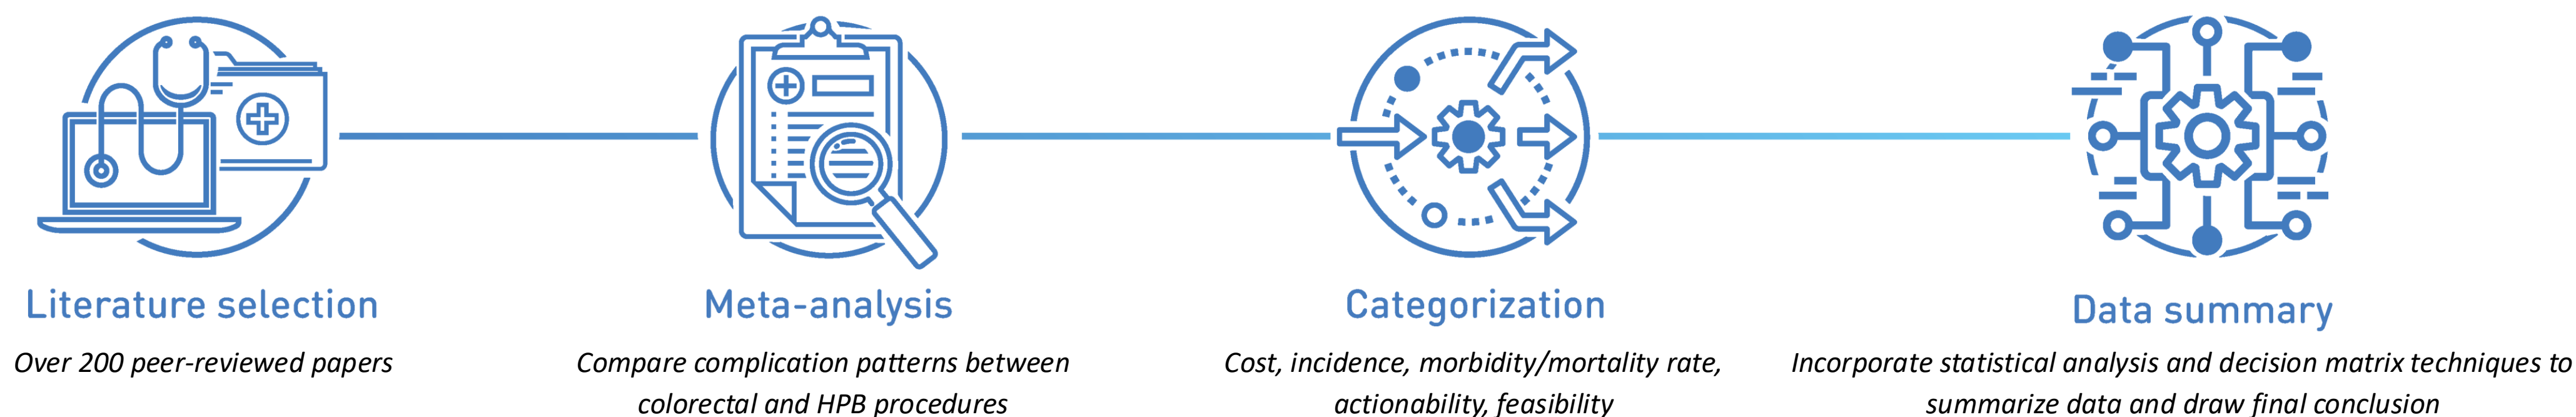 Literature selection
Over 200 peer-reviewed papers
Meta-analysis
Compare complication patterns between
colorectal and HPB procedures
Categorization
Cost, incidence, morbidity/mortality rate,
actionability, feasibility
Data summary
Incorporate statistical analysis and decision matrix techniques to
summarize data and draw final conclusion